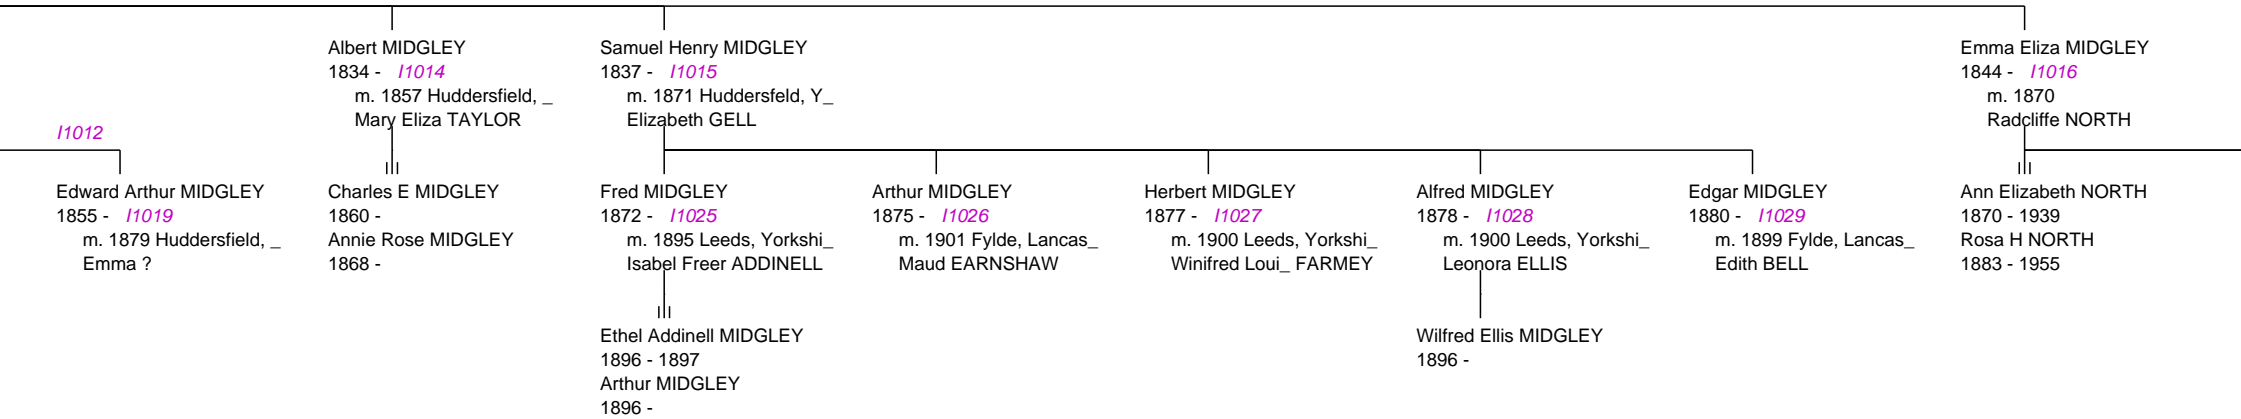 Albert MIDGLEY
1834 - I1014
m. 1857 Huddersfield, _
Mary Eliza TAYLOR
Samuel Henry MIDGLEY
1837 - I1015
m. 1871 Huddersfeld, Y_
Elizabeth GELL
Emma Eliza MIDGLEY
1844 - I1016
m. 1870
Radcliffe NORTH
I1012
Edward Arthur MIDGLEY
1855 - I1019
m. 1879 Huddersfield, _
Emma ?
Charles E MIDGLEY
1860 -
Annie Rose MIDGLEY
1868 -
Fred MIDGLEY
1872 - I1025
m. 1895 Leeds, Yorkshi_
Isabel Freer ADDINELL
Arthur MIDGLEY
1875 - I1026
m. 1901 Fylde, Lancas_
Maud EARNSHAW
Herbert MIDGLEY
1877 - I1027
m. 1900 Leeds, Yorkshi_
Winifred Loui_ FARMEY
Alfred MIDGLEY
1878 - I1028
m. 1900 Leeds, Yorkshi_
Leonora ELLIS
Edgar MIDGLEY
1880 - I1029
m. 1899 Fylde, Lancas_
Edith BELL
Ann Elizabeth NORTH
1870 - 1939
Rosa H NORTH
1883 - 1955
Ethel Addinell MIDGLEY
1896 - 1897
Arthur MIDGLEY
1896 -
Wilfred Ellis MIDGLEY
1896 -